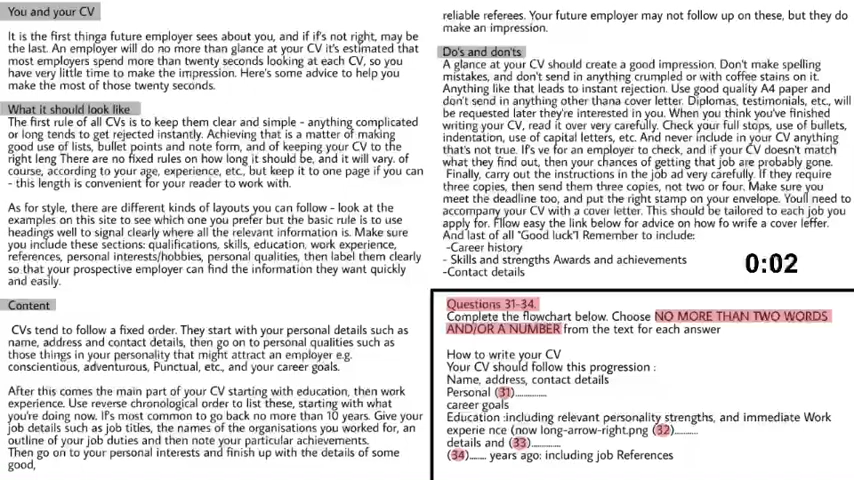 You and your CV
It is the first thinga future employer sees about you, and if if's not right, may be
the last. An employer will do no more than glance at your CV it's estimated that
most employers spend more than twenty seconds looking at each CV, so you
have very little time to make the impression. Here's some advice to help you
make the most of those twenty seconds.
What it should look like
The first rule of all CVs is to keep them clear and simple - anything complicated
or long tends to get rejected instantly. Achieving that is a matter of making
good use of lists, bullet points and note form, and of keeping your CV to the
right leng There are no fixed rules on how long it should be, and it will vary. of
course, according to your age, experience, etc., but keep it to one page if you can
- this length is convenient for your reader to work with.
As for style, there are different kinds of layouts you can follow - look at the
examples on this site to see which one you prefer but the basic rule is to use
headings well to signal clearly where all the relevant information is. Make sure
you include these sections: qualifications, skills, education, work experience,
references, personal interests/hobbies, personal qualities, then label them clearly
so that your prospective employer can find the information they want quickly
and easily.
Content
CVs tend to follow a fixed order. They start with your personal details such as
name, address and contact details, then go on to personal qualities such as
those things in your personality that might attract an employer e.g.
conscientious, adventurous, Punctual, etc., and your career goals.
After this comes the main part of your CV starting with education, then work
experience. Use reverse chronological order to list these, starting with what
you're doing now. If's most common to go back no more than 10 years. Give your
job details such as job titles, the names of the organisations you worked for, an
outline of your job duties and then note your particular achievements.
Then go on to your personal interests and finish up with the details of some
good,
reliable referees. Your future employer may not follow up on these, but they do
make an impression.
Do's and don'ts
A glance at your CV should create a good impression. Don't make spelling
mistakes, and don't send in anything crumpled or with coffee stains on it.
Anything like that leads to instant rejection. Use good quality A4 paper and
don't send in anything other thana cover letter. Diplomas, testimonials, etc., will
be requested later they're interested in you. When you think you've finished
writing your CV, read it over very carefully. Check your full stops, use of bullets,
indentation, use of capital letters, etc. And never include in your CV anything
that's not true. If's ve for an employer to check, and if your CV doesn't match
what they find out, then your chances of getting that job are probably gone.
Finally, carry out the instructions in the job ad very carefully. If they require
three copies, then send them three copies, not two or four. Make sure you
meet the deadline too, and put the right stamp on your envelope. Youll need to
accompany your CV with a cover letter. This should be tailored to each job you
apply for. Fllow easy the link below for advice on how fo write a cover leffer.
And last of all "Good luck"l Remember to include:
-Career history
- Skills and strengths Awards and achievements
-Contact details
0:02
Questions 31-34.
Complete the flowchart below. Choose NO MORE THAN TWO WORDS
AND/OR A NUMBER from the text for each answer
How to write your CV
Your CV should follow this progression :
Name, address, contact details
Personal (31)..............
career goals
Education :including relevant personality strengths, and immediate Work
experie nce (now long-arrow-right.png (32)..........
details and (33).............
(34)........ years ago: including job References